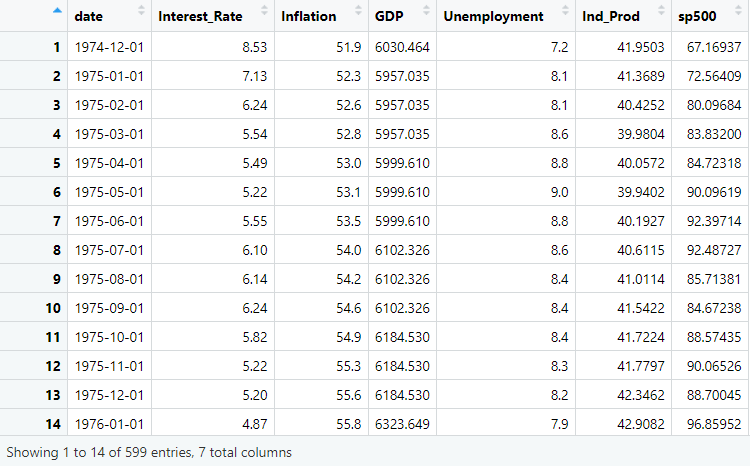 date Interest_Rate Inflation GDP Unemployment Ind_Prod sp500
1 1974-12-01 8.53 51.9 6030.464 7.2 41.9503 67.16937
2 1975-01-01 7.13 52.3 5957.035 8.1 41.3689 72.56409
3 1975-02-01 6.24 52.6 5957.035 8.1 40.4252 80.09684
4 1975-03-01 5.54 52.8 5957.035 8.6 39.9804 83.83200
5 1975-04-01 5.49 53.0 5999.610 8.8 40.0572 84.72318
6 1975-05-01 5.22 53.1 5999.610 9.0 39.9402 90.09619
7 1975-06-01 5.55 53.5 5999.610 8.8 40.1927 92.39714
8 1975-07-01 6.10 54.0 6102.326 8.6 40.6115 92.48727
9 1975-08-01 6.14 54.2 6102.326 8.4 41.0114 85.71381
10 1975-09-01 6.24 54.6 6102.326 8.4 41.5422 84.67238
11 1975-10-01 5.82 54.9 6184.530 8.4 41.7224 88.57435
12 1975-11-01 5.22 55.3 6184.530 8.3 41.7797 90.06526
13 1975-12-01 5.20 55.6 6184.530 8.2 42.3462 88.70045
14 1976-01-01 4.87 55.8 6323.649 7.9 42.9082 96.85952
Showing 1 to 14 of 599 entries, 7 total columns